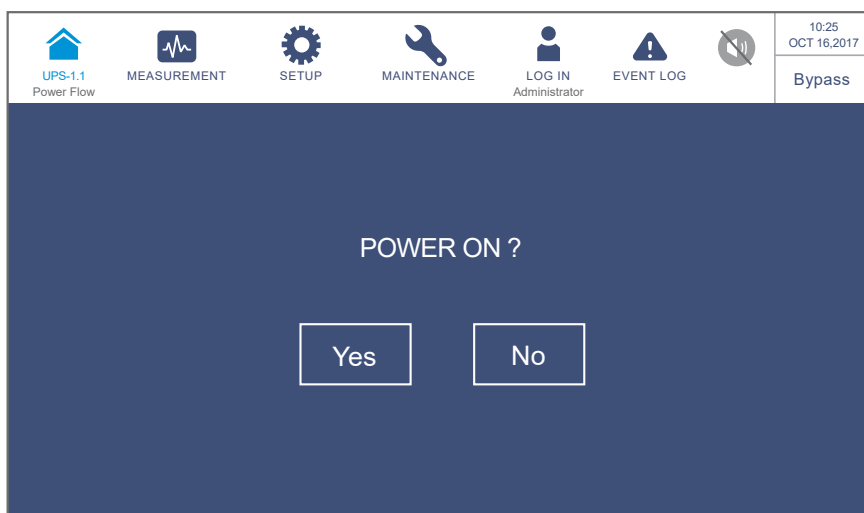 UPS-1.1
Power Flow
MEASUREMENT
SETUP
MAINTENANCE
LOG IN
Administrator
EVENT LOG
10:25
OCT 16,2017
Bypass
POWER ON ?
Yes
No